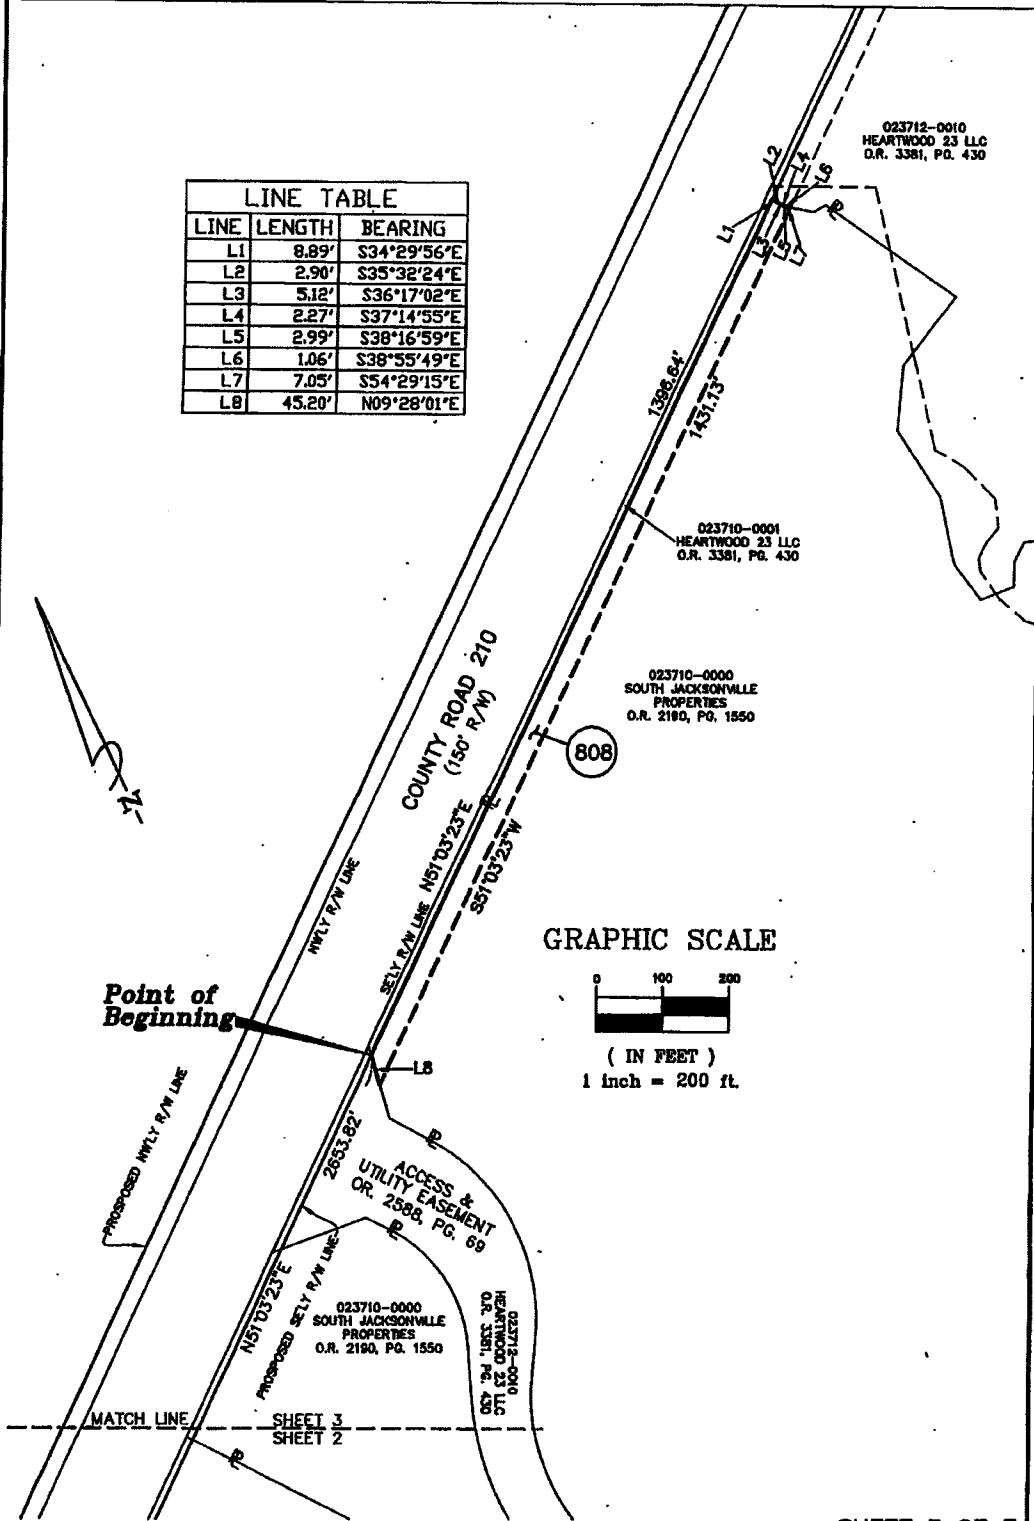 023712-0010
HEARTWOOD 23 LLC
O.R. 3381, PG. 430
LINE TABLE
LINE LENGTH BEARING
L1 8.89' S34°29'56"E
L2 2.90' S35°32'24"E
L3 5.12' S36°17'02"E
L4 2.27' S37°14'55"E
L5 2.99' S38°16'59"E
L6 1.06' S38°55'49"E
L7 7.05' S54°29'15"E
L8 45.20' N09°28'01"E
L2
L4
L6
L1
L3
L5
L7
1431.13'
023710-0001
HEARTWOOD 23 LLC
O.R. 3381, PG. 430
COUNTY ROAD 210
(150' R/W)
023710-0000
SOUTH JACKSONVILLE
PROPERTIES
O.R. 2190, PG. 1550
808
N
NWLY R/W LINE
SE'LY R/W LINE N51°03'23"E
S51°03'23"W
GRAPHIC SCALE
0 100 200
( IN FEET )
1 inch = 200 ft.
Point of
Beginning
L8
PROSPOSED NWLY R/W LINE
2653.82'
ACCESS &
UTILITY EASEMENT
OR. 2588, PG. 69
N51°03'23"E
PROSPOSED SE'LY R/W LINE
023710-0000
SOUTH JACKSONVILLE
PROPERTIES
O.R. 2190, PG. 1550
023712-0010
HEARTWOOD 23 LLC
O.R. 3381, PG. 430
MATCH LINE SHEET 3
SHEET 2